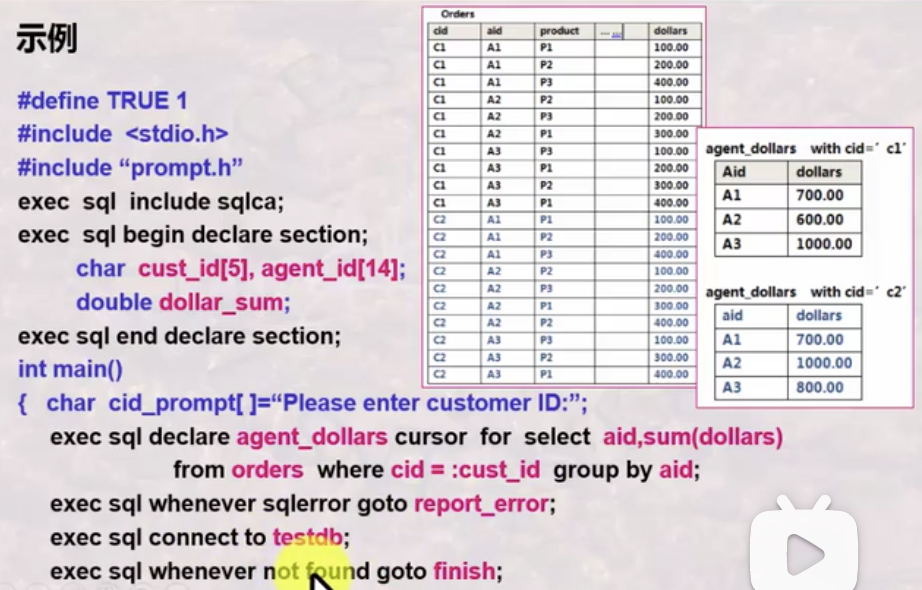 示例
#define TRUE 1
#include <stdio.h>
#include “prompt.h”
exec sql include sqlca;
exec sql begin declare section;
char cust_id[5], agent_id[14];
double dollar_sum;
exec sql end declare section;
int main()
{ char cid_prompt[ ]=“Please enter customer ID:”;
exec sql declare agent_dollars cursor for select aid,sum(dollars)
from orders where cid = :cust_id group by aid;
exec sql whenever sqlerror goto report_error;
exec sql connect to testdb;
exec sql whenever not found goto finish;
Orders
cid aid product ... ... dollars
C1 A1 P1 100.00
C1 A1 P2 200.00
C1 A1 P3 400.00
C1 A2 P2 100.00
C1 A2 P3 200.00
C1 A2 P1 300.00
C1 A3 P3 100.00
C1 A3 P1 200.00
C1 A3 P2 300.00
C1 A3 P1 400.00
C2 A1 P1 100.00
C2 A1 P2 200.00
C2 A1 P3 400.00
C2 A2 P2 100.00
C2 A2 P3 200.00
C2 A2 P1 300.00
C2 A2 P2 400.00
C2 A3 P3 100.00
C2 A3 P2 300.00
C2 A3 P1 400.00
agent_dollars with cid=′ c1′
Aid dollars
A1 700.00
A2 600.00
A3 1000.00
agent_dollars with cid=′ c2′
aid dollars
A1 700.00
A2 1000.00
A3 800.00